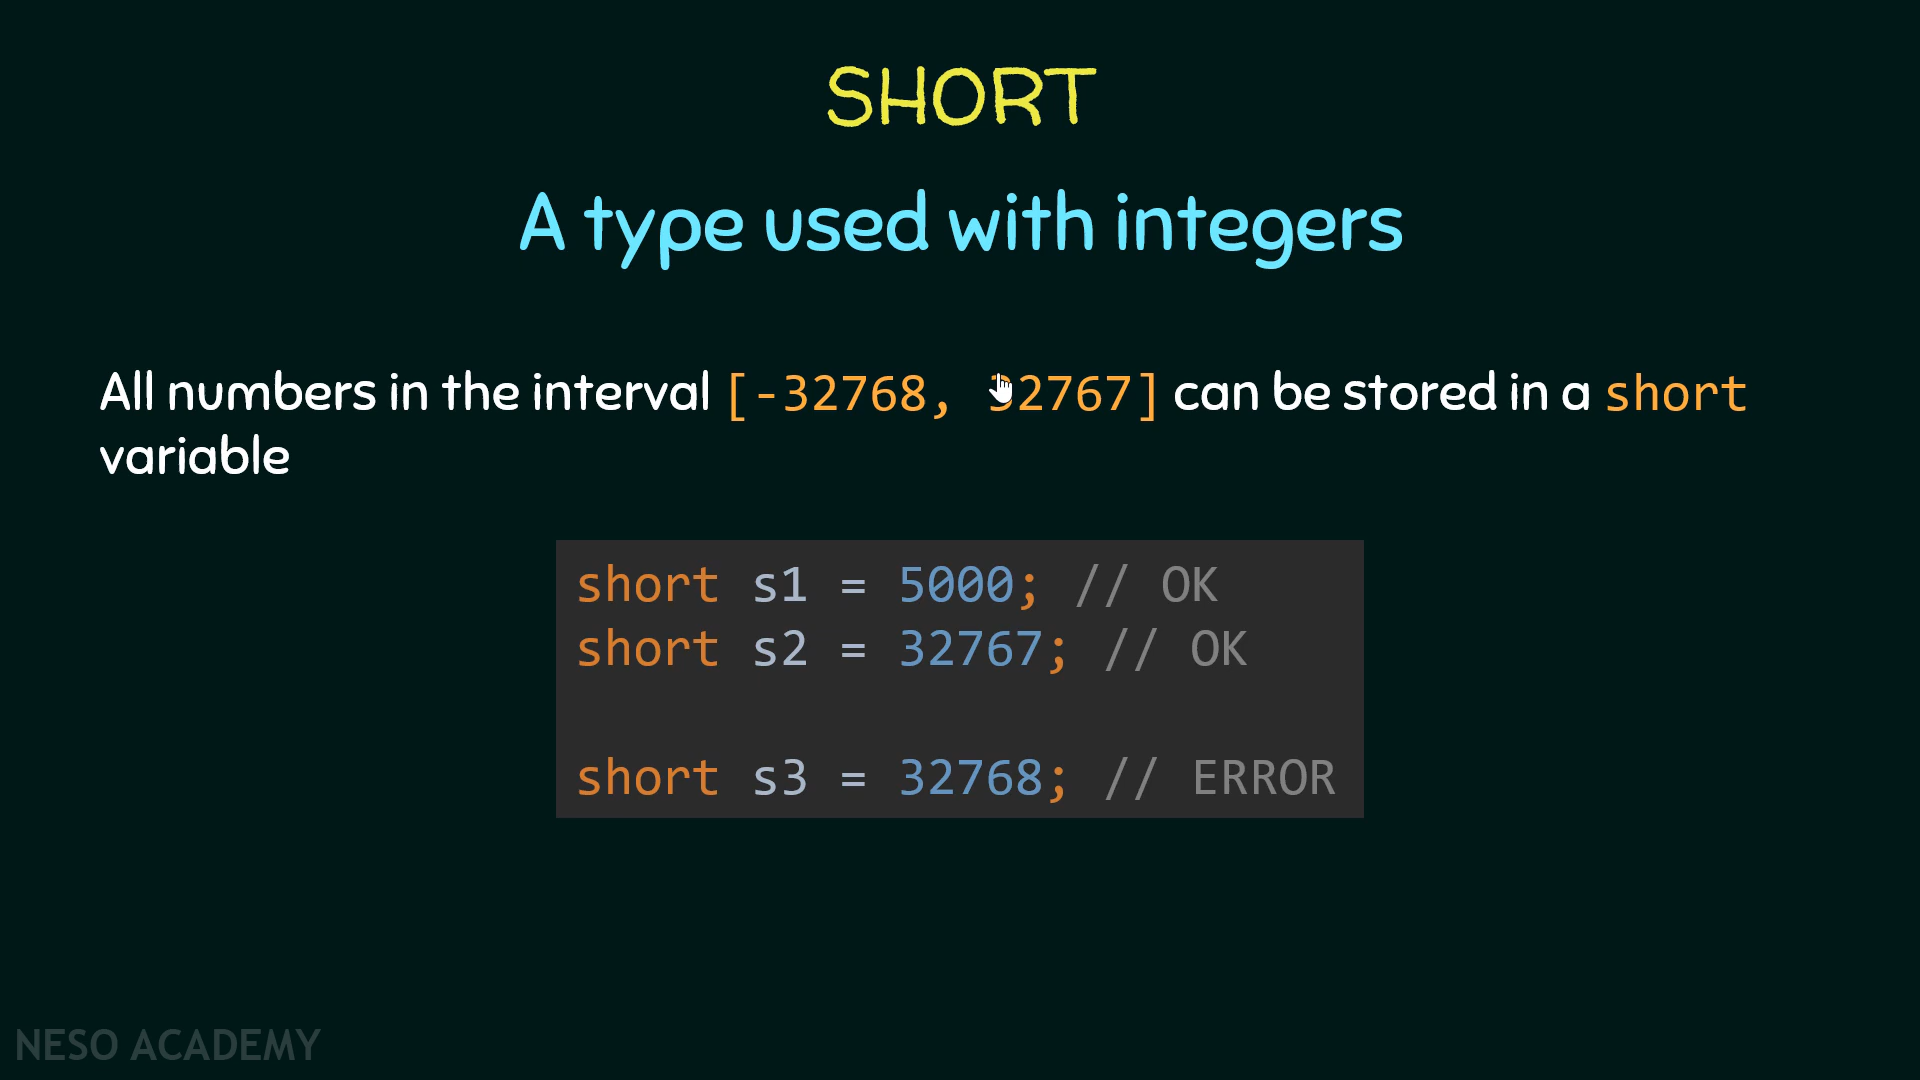 SHORT
A type used with integers
All numbers in the interval [-32768, 32767] can be stored in a short
variable
short s1 = 5000; // OK
short s2 = 32767; // OK
short s3 = 32768; // ERROR
NESO ACADEMY